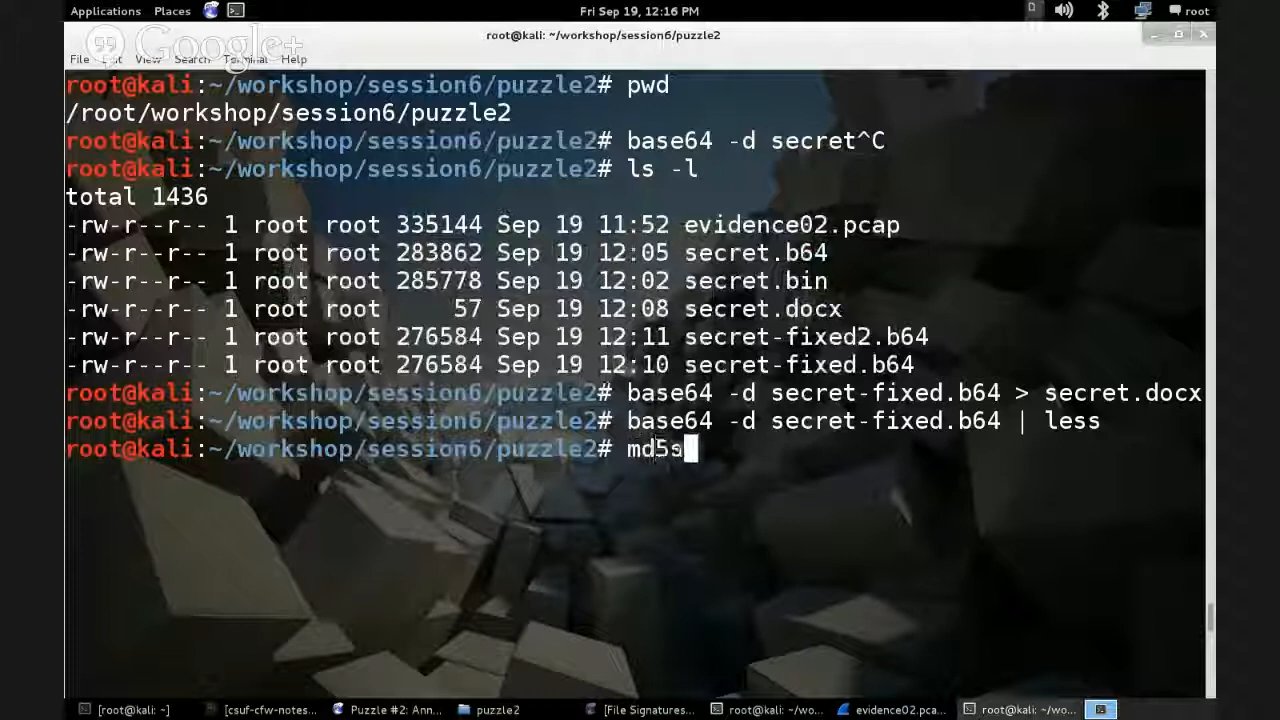 Applications Places Fri Sep 19, 12:16 PM root
Google+
root@kali: ~/workshop/session6/puzzle2
File Edit View Search Terminal Help
root@kali:~/workshop/session6/puzzle2# pwd
/root/workshop/session6/puzzle2
root@kali:~/workshop/session6/puzzle2# base64 -d secret^C
root@kali:~/workshop/session6/puzzle2# ls -l
total 1436
-rw-r--r-- 1 root root 335144 Sep 19 11:52 evidence02.pcap
-rw-r--r-- 1 root root 283862 Sep 19 12:05 secret.b64
-rw-r--r-- 1 root root 285778 Sep 19 12:02 secret.bin
-rw-r--r-- 1 root root     57 Sep 19 12:08 secret.docx
-rw-r--r-- 1 root root 276584 Sep 19 12:11 secret-fixed2.b64
-rw-r--r-- 1 root root 276584 Sep 19 12:10 secret-fixed.b64
root@kali:~/workshop/session6/puzzle2# base64 -d secret-fixed.b64 > secret.docx
root@kali:~/workshop/session6/puzzle2# base64 -d secret-fixed.b64 | less
root@kali:~/workshop/session6/puzzle2# md5s
[root@kali: ~] [csuf-cfw-notes... Puzzle #2: Ann... puzzle2 [File Signatures... root@kali: ~/wo... evidence02.pca... root@kali: ~/wo...